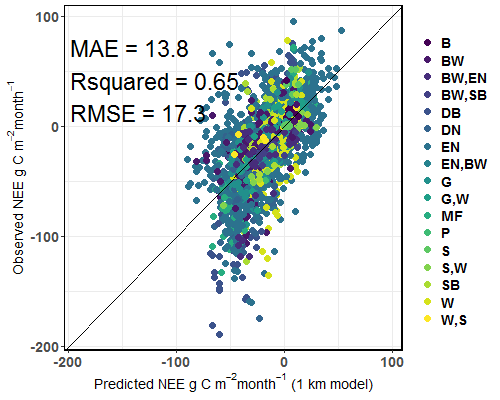 MAE = 13.8
Rsquared = 0.65
RMSE = 17.3
Observed NEE g C m⁻²month⁻¹
0
-100
-200
-200
-100
0
100
Predicted NEE g C m⁻²month⁻¹ (1 km model)
B
BW
BW,EN
BW,SB
DB
DN
EN
EN,BW
G
G,W
MF
P
S
S,W
SB
W
W,S